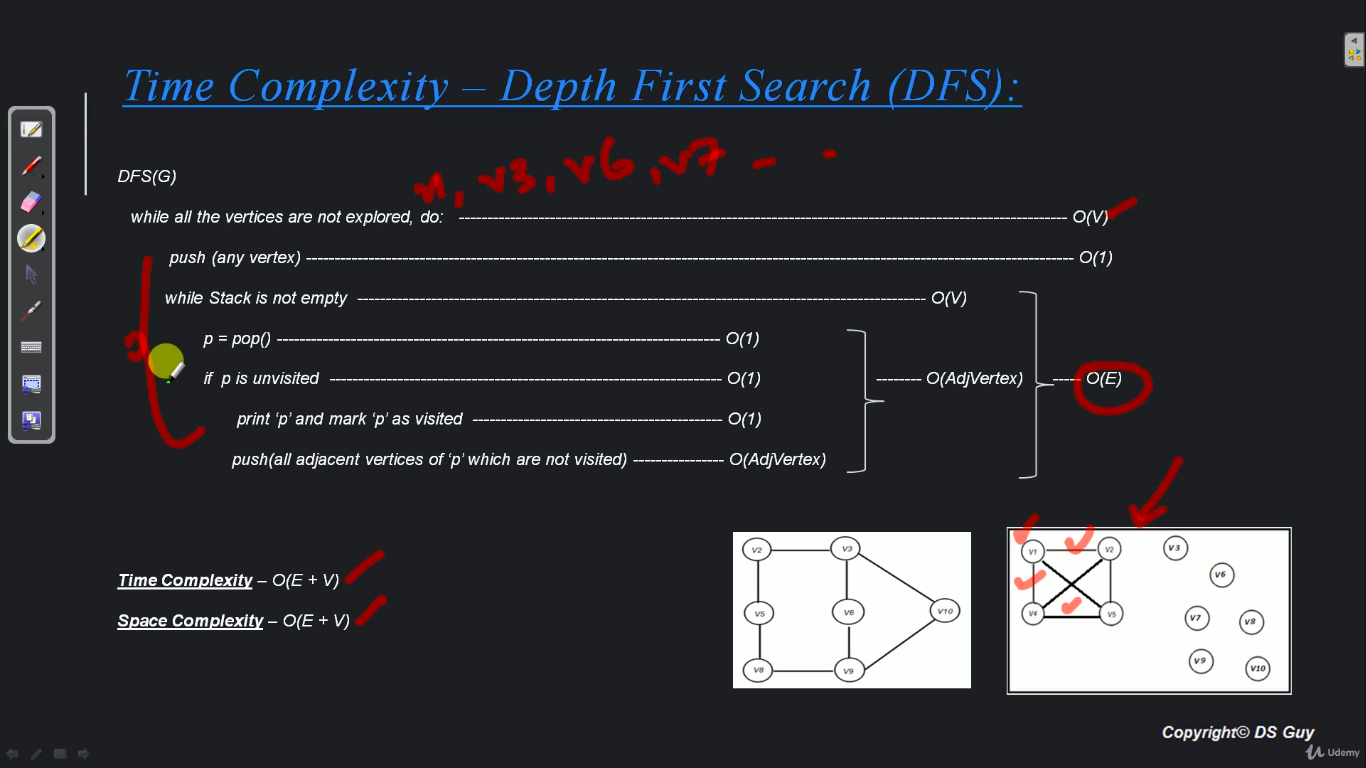 Time Complexity – Depth First Search (DFS):
v1, v3, v6, v7 - -
DFS(G)
while all the vertices are not explored, do: ------------------------------------------------------------ O(V)
push (any vertex) ------------------------------------------------------------ O(1)
while Stack is not empty ------------------------------------------------------------ O(V)
p = pop() ------------------------------------------------------------ O(1)
if p is unvisited ------------------------------------------------------------ O(1) -------- O(AdjVertex) ----- O(E)
print ‘p’ and mark ‘p’ as visited ---------------------------------------- O(1)
push(all adjacent vertices of ‘p’ which are not visited) ---------------- O(AdjVertex)
Time Complexity – O(E + V)
Space Complexity – O(E + V)
V2 V3
V5 V6 V10
V8 V9
V1 V2 V3
V6
V4 V5 V7 V8
V9 V10
Copyright© DS Guy
Udemy